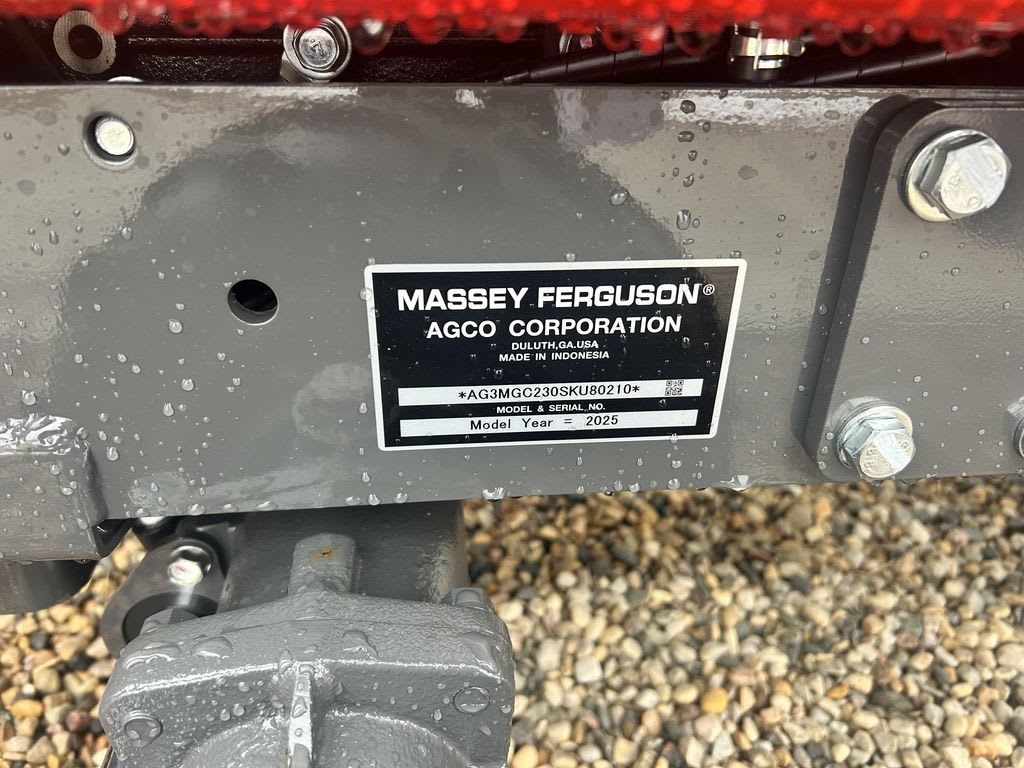 MASSEY FERGUSON®
AGCO CORPORATION
DULUTH,GA.USA
MADE IN INDONESIA
*AG3MGC230SKU80210*
MODEL & SERIAL NO.
Model Year = 2025